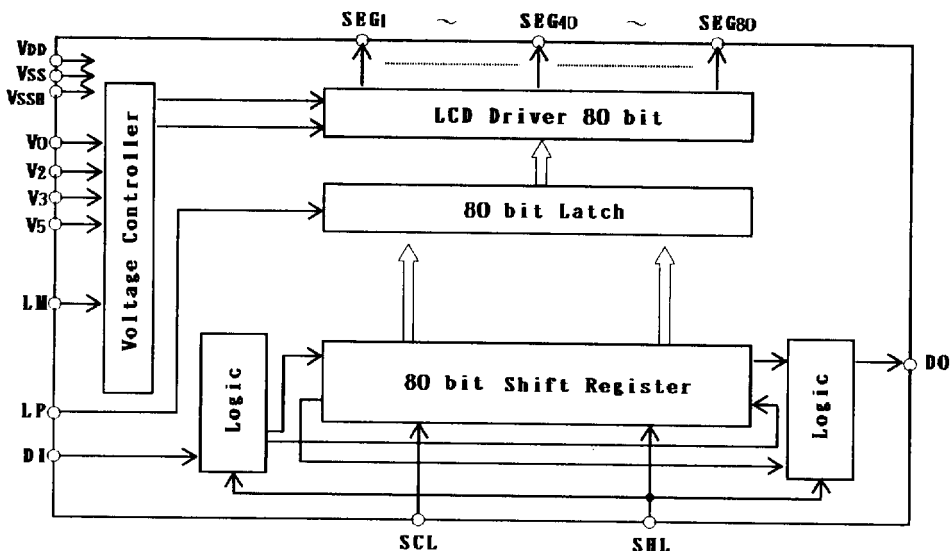 SEG1 ~ SEG40 ~ SEG80
VDD
VSS
VSSH
V0
V2
V3
V5
LM
LP
DI
Voltage Controller
LCD Driver 80 bit
80 bit Latch
Logic
80 bit Shift Register
Logic
DO
SCL
SHL